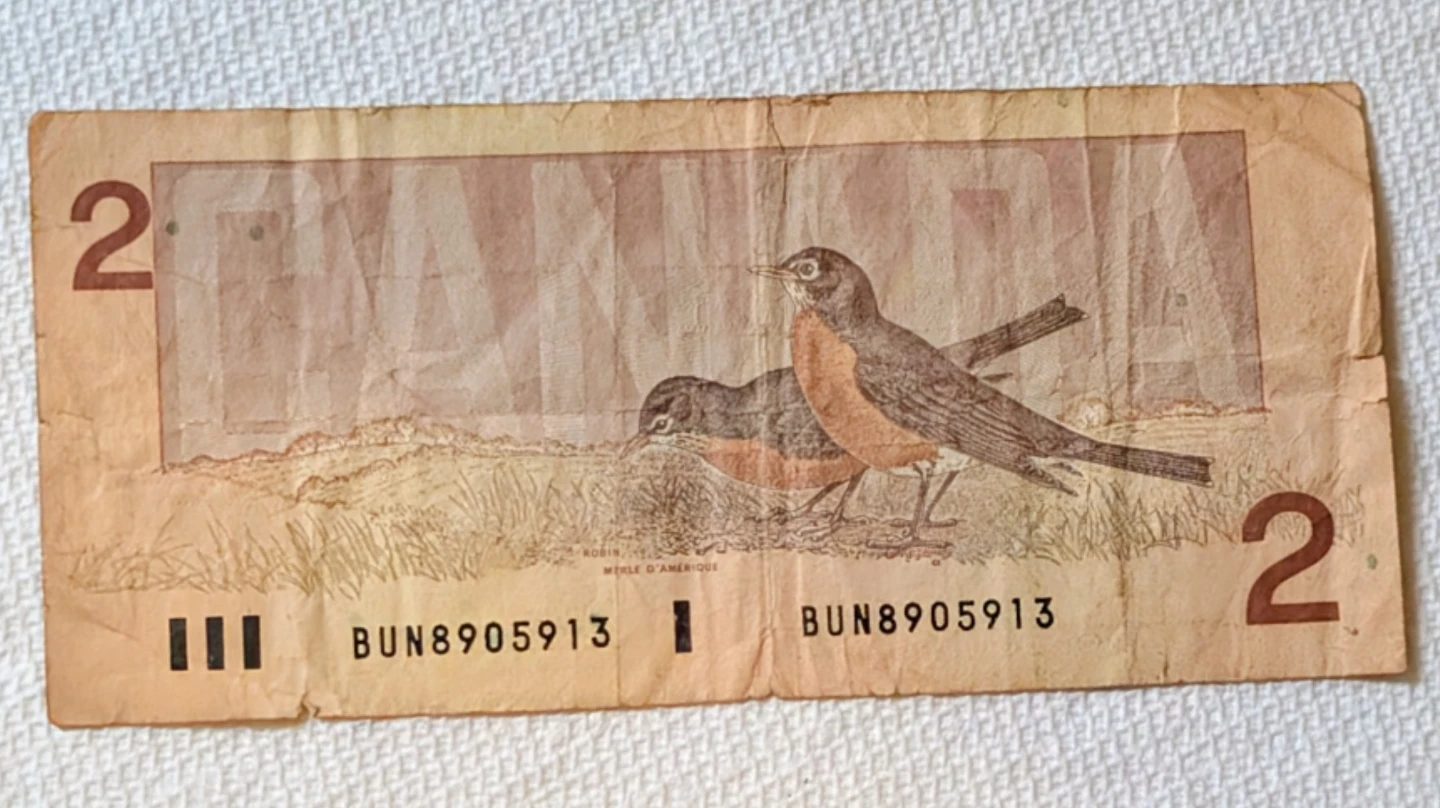 CANADA
2
ROBIN
MERLE D'AMÉRIQUE
BUN8905913 BUN8905913
2